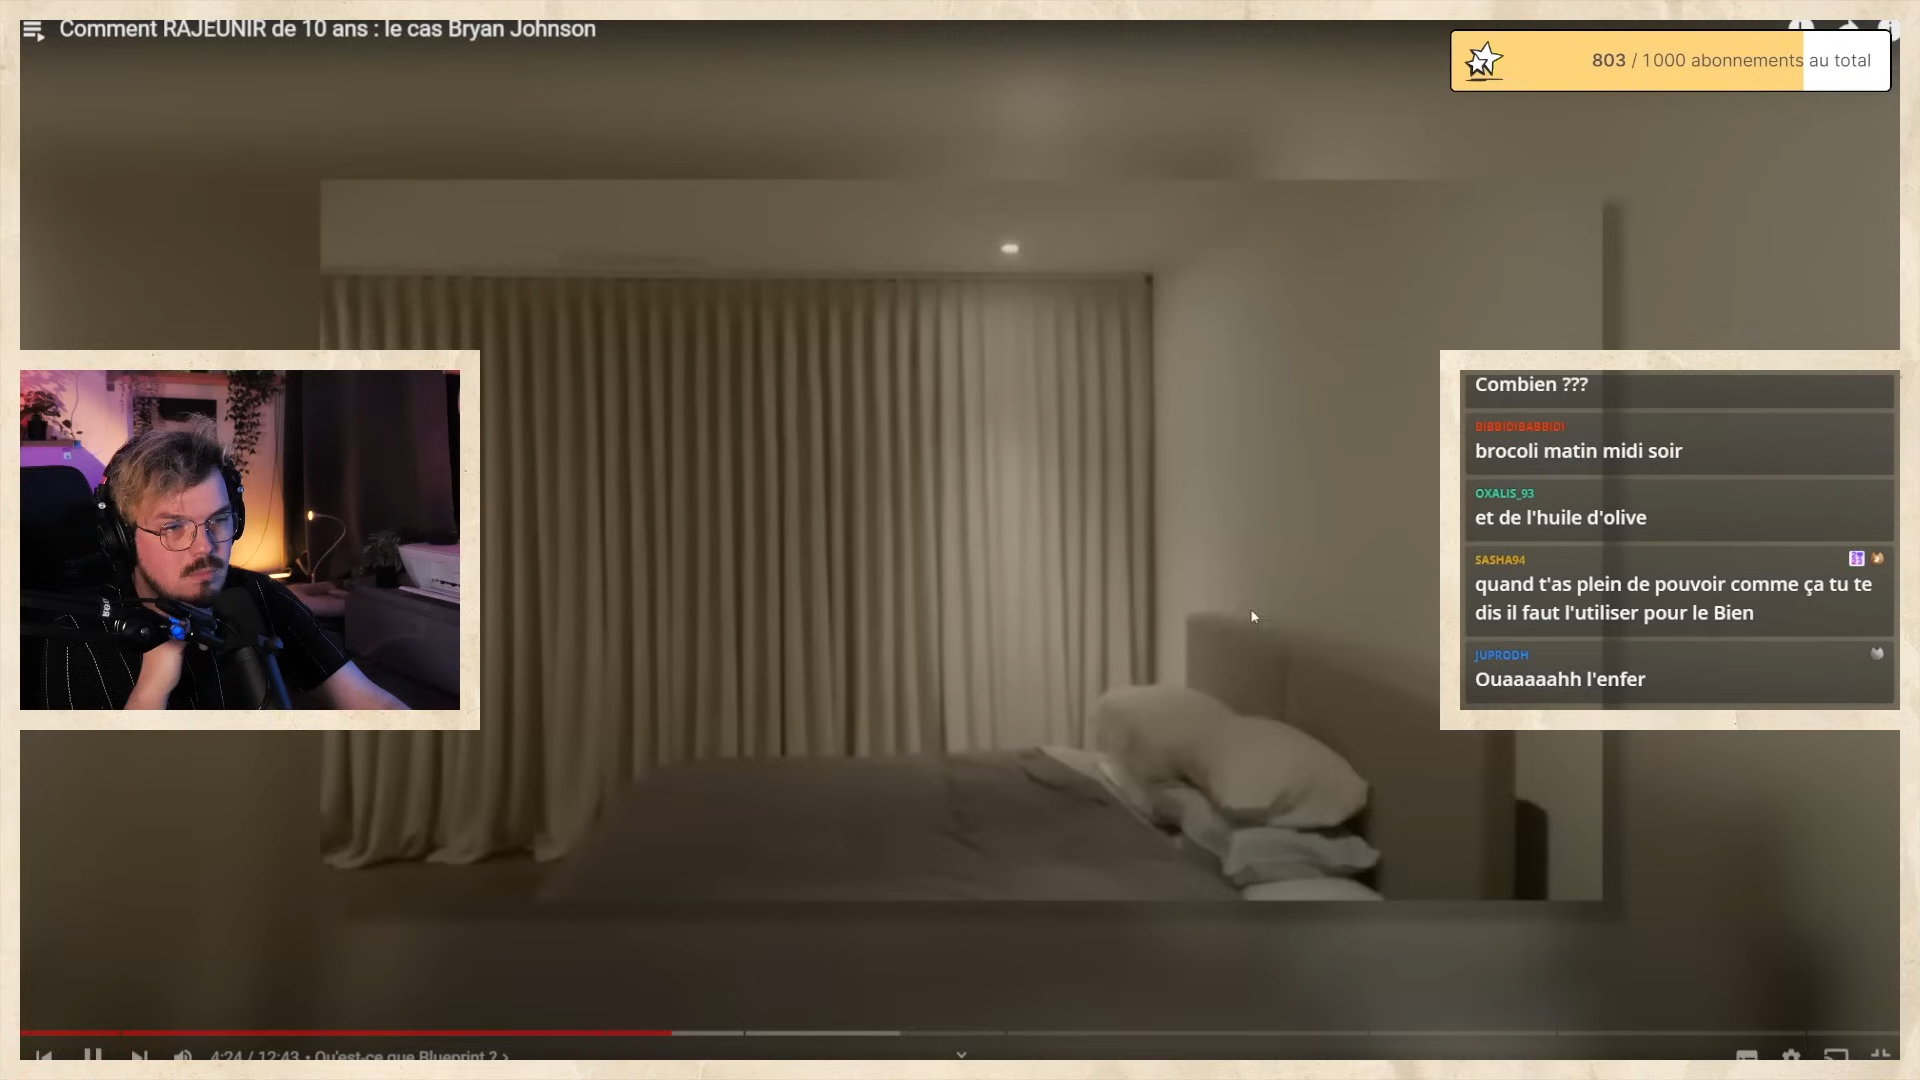 Comment RAJEUNIR de 10 ans : le cas Bryan Johnson
803 / 1000 abonnements au total
Combien ???
BIBBIDIBABBIDI
brocoli matin midi soir
OXALIS_93
et de l'huile d'olive
SASHA94
quand t'as plein de pouvoir comme ça tu te
dis il faut l'utiliser pour le Bien
JUPRODH
Ouaaaaahh l'enfer
4:24 / 12:43 • Qu'est-ce que Blueprint ? ›